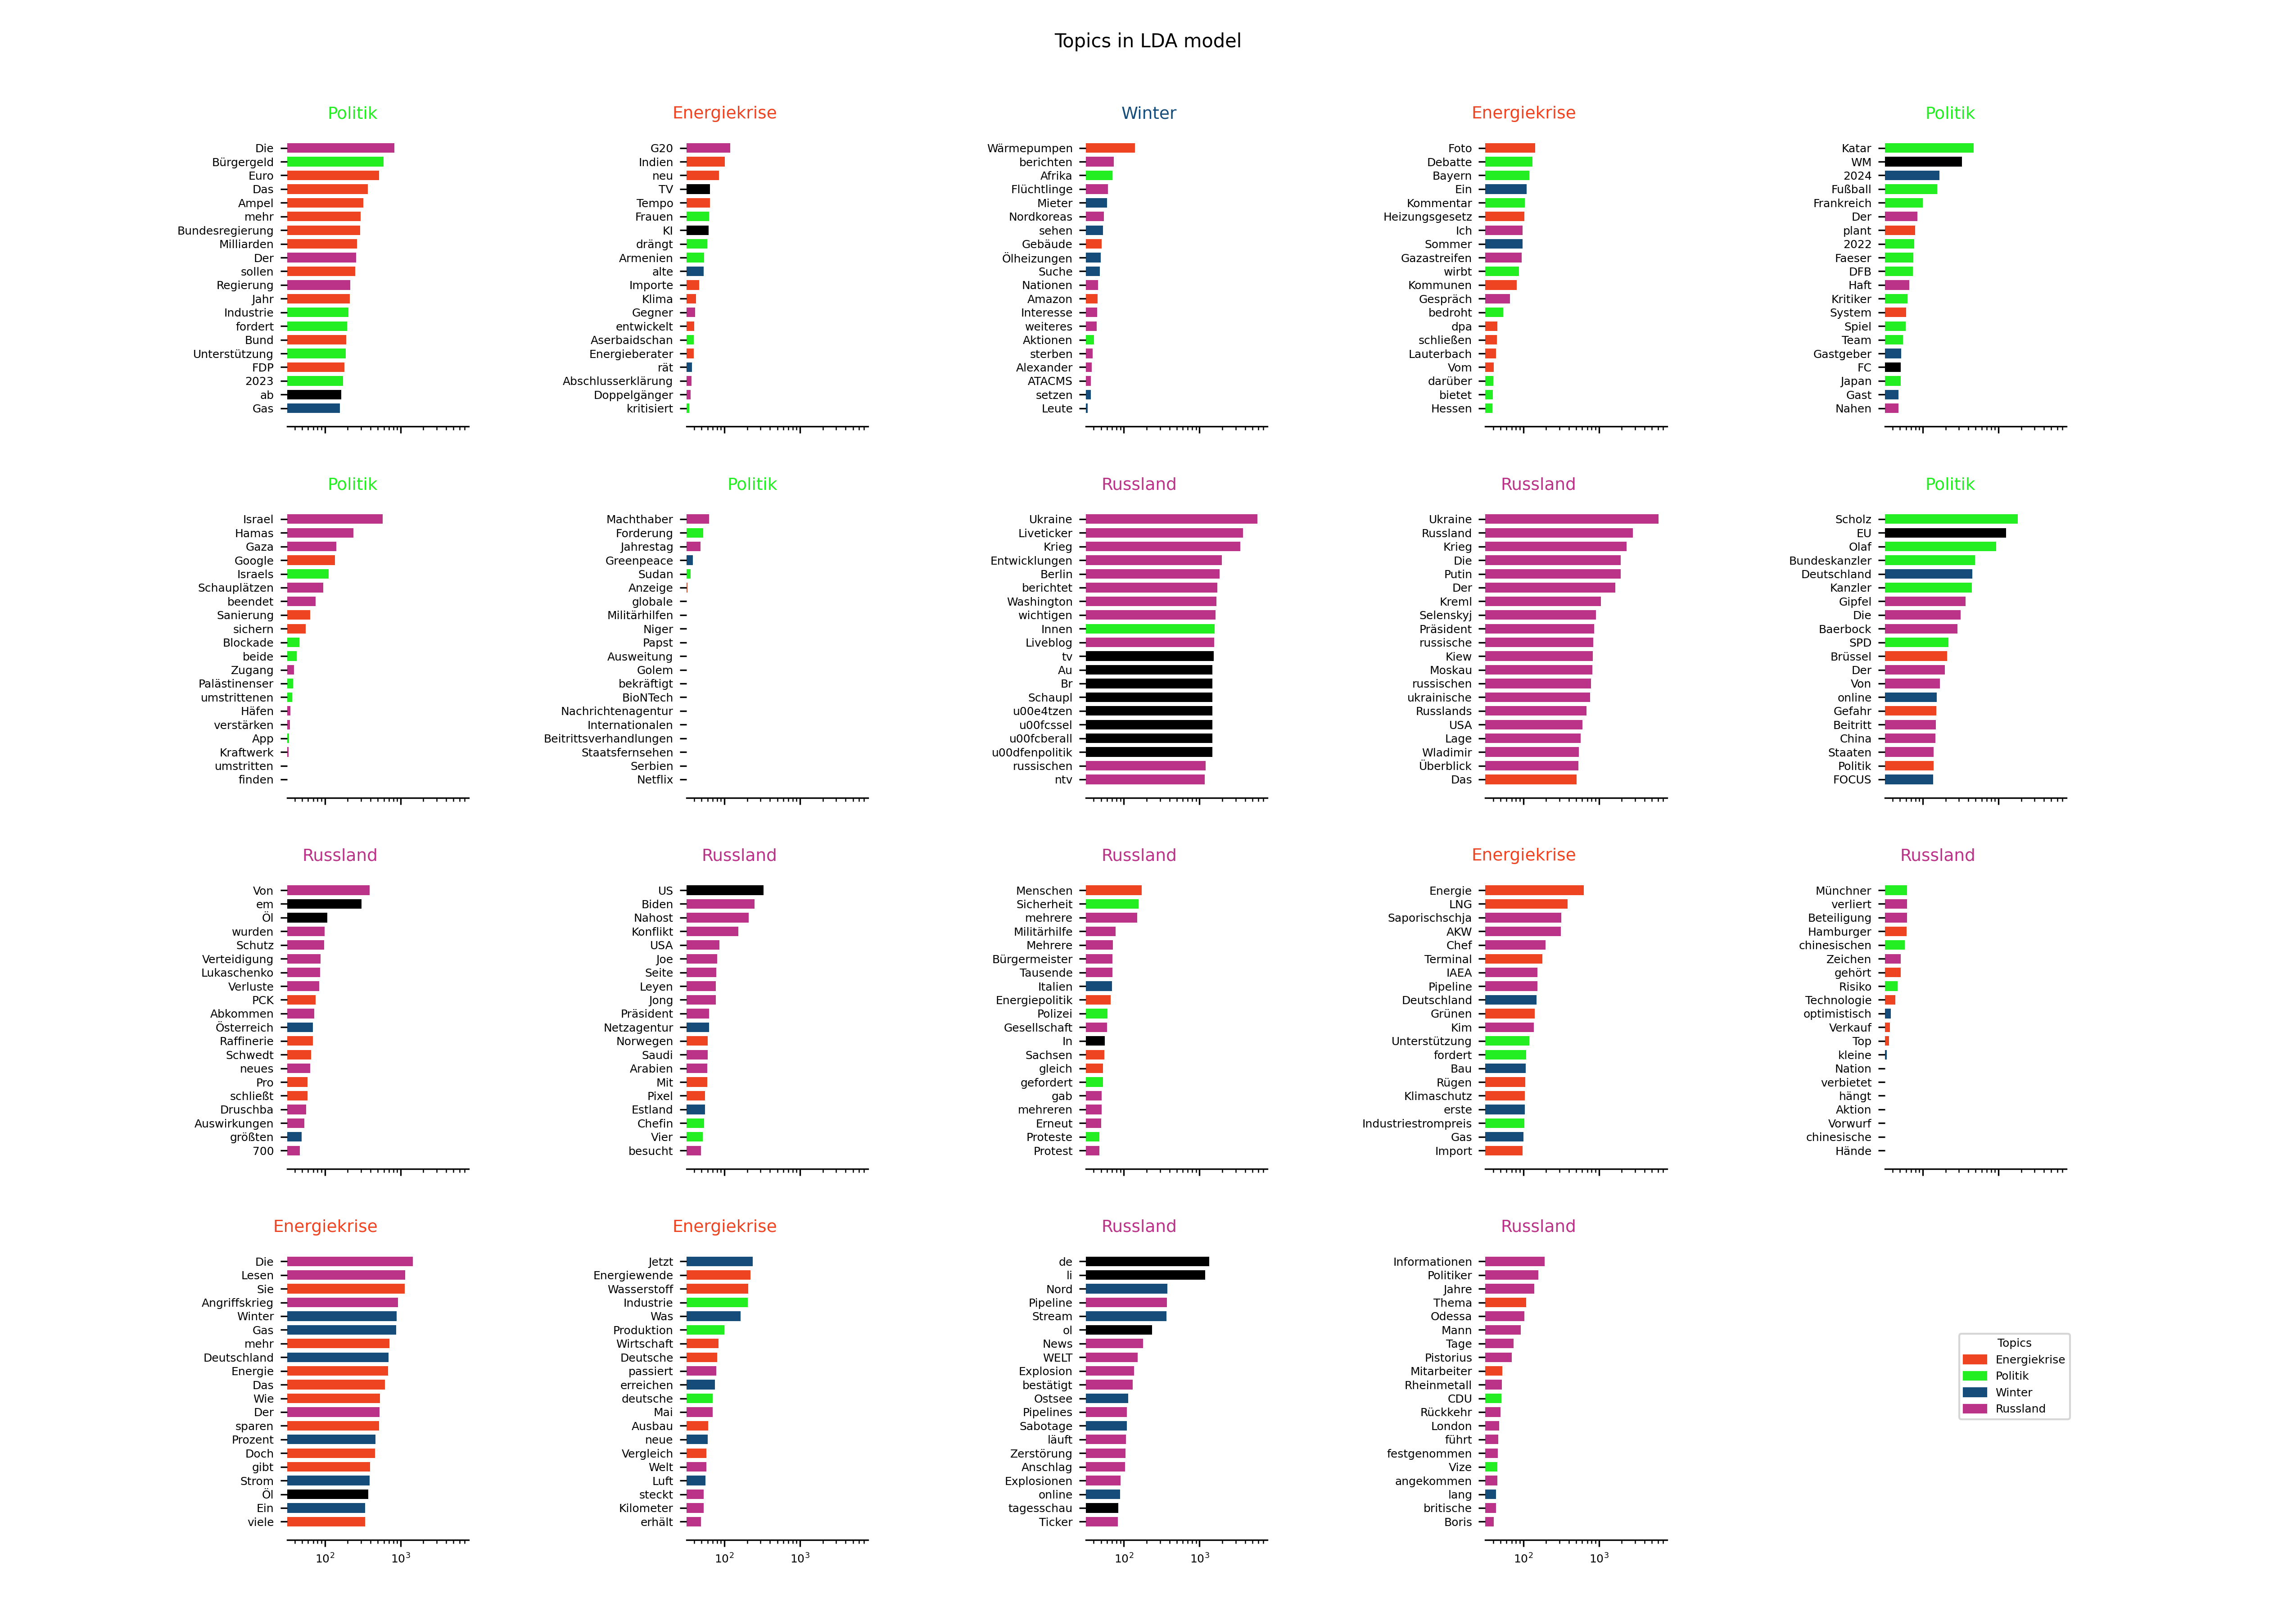 Topics in LDA model
Politik
Die
Bürgergeld
Euro
Das
Ampel
mehr
Bundesregierung
Milliarden
Der
sollen
Regierung
Jahr
Industrie
fordert
Bund
Unterstützung
FDP
2023
ab
Gas
Energiekrise
G20
Indien
neu
TV
Tempo
Frauen
KI
drängt
Armenien
alte
Importe
Klima
Gegner
entwickelt
Aserbaidschan
Energieberater
rät
Abschlusserklärung
Doppelgänger
kritisiert
Winter
Wärmepumpen
berichten
Afrika
Flüchtlinge
Mieter
Nordkoreas
sehen
Gebäude
Ölheizungen
Suche
Nationen
Amazon
Interesse
weiteres
Aktionen
sterben
Alexander
ATACMS
setzen
Leute
Energiekrise
Foto
Debatte
Bayern
Ein
Kommentar
Heizungsgesetz
Ich
Sommer
Gazastreifen
wirbt
Kommunen
Gespräch
bedroht
dpa
schließen
Lauterbach
Vom
darüber
bietet
Hessen
Politik
Katar
WM
2024
Fußball
Frankreich
Der
plant
2022
Faeser
DFB
Haft
Kritiker
System
Spiel
Team
Gastgeber
FC
Japan
Gast
Nahen
Politik
Israel
Hamas
Gaza
Google
Israels
Schauplätzen
beendet
Sanierung
sichern
Blockade
beide
Zugang
Palästinenser
umstrittenen
Häfen
verstärken
App
Kraftwerk
umstritten
finden
Politik
Machthaber
Forderung
Jahrestag
Greenpeace
Sudan
Anzeige
globale
Militärhilfen
Niger
Papst
Ausweitung
Golem
bekräftigt
BioNTech
Nachrichtenagentur
Internationalen
Beitrittsverhandlungen
Staatsfernsehen
Serbien
Netflix
Russland
Ukraine
Liveticker
Krieg
Entwicklungen
Berlin
berichtet
Washington
wichtigen
Innen
Liveblog
tv
Au
Br
Schaupl
u00e4tzen
u00fcssel
u00fcberall
u00dfenpolitik
russischen
ntv
Russland
Ukraine
Russland
Krieg
Die
Putin
Der
Kreml
Selenskyj
Präsident
russische
Kiew
Moskau
russischen
ukrainische
Russlands
USA
Lage
Wladimir
Überblick
Das
Politik
Scholz
EU
Olaf
Bundeskanzler
Deutschland
Kanzler
Gipfel
Die
Baerbock
SPD
Brüssel
Der
Von
online
Gefahr
Beitritt
China
Staaten
Politik
FOCUS
Russland
Von
em
Öl
wurden
Schutz
Verteidigung
Lukaschenko
Verluste
PCK
Abkommen
Österreich
Raffinerie
Schwedt
neues
Pro
schließt
Druschba
Auswirkungen
größten
700
Russland
US
Biden
Nahost
Konflikt
USA
Joe
Seite
Leyen
Jong
Präsident
Netzagentur
Norwegen
Saudi
Arabien
Mit
Pixel
Estland
Chefin
Vier
besucht
Russland
Menschen
Sicherheit
mehrere
Militärhilfe
Mehrere
Bürgermeister
Tausende
Italien
Energiepolitik
Polizei
Gesellschaft
In
Sachsen
gleich
gefordert
gab
mehreren
Erneut
Proteste
Protest
Energiekrise
Energie
LNG
Saporischschja
AKW
Chef
Terminal
IAEA
Pipeline
Deutschland
Grünen
Kim
Unterstützung
fordert
Bau
Rügen
Klimaschutz
erste
Industriestrompreis
Gas
Import
Russland
Münchner
verliert
Beteiligung
Hamburger
chinesischen
Zeichen
gehört
Risiko
Technologie
optimistisch
Verkauf
Top
kleine
Nation
verbietet
hängt
Aktion
Vorwurf
chinesische
Hände
Energiekrise
Die
Lesen
Sie
Angriffskrieg
Winter
Gas
mehr
Deutschland
Energie
Das
Wie
Der
sparen
Prozent
Doch
gibt
Strom
Öl
Ein
viele
10² 10³
Energiekrise
Jetzt
Energiewende
Wasserstoff
Industrie
Was
Produktion
Wirtschaft
Deutsche
passiert
erreichen
deutsche
Mai
Ausbau
neue
Vergleich
Welt
Luft
steckt
Kilometer
erhält
10² 10³
Russland
de
li
Nord
Pipeline
Stream
ol
News
WELT
Explosion
bestätigt
Ostsee
Pipelines
Sabotage
läuft
Zerstörung
Anschlag
Explosionen
online
tagesschau
Ticker
10² 10³
Russland
Informationen
Politiker
Jahre
Thema
Odessa
Mann
Tage
Pistorius
Mitarbeiter
Rheinmetall
CDU
Rückkehr
London
führt
festgenommen
Vize
angekommen
lang
britische
Boris
10² 10³
Topics
Energiekrise
Politik
Winter
Russland